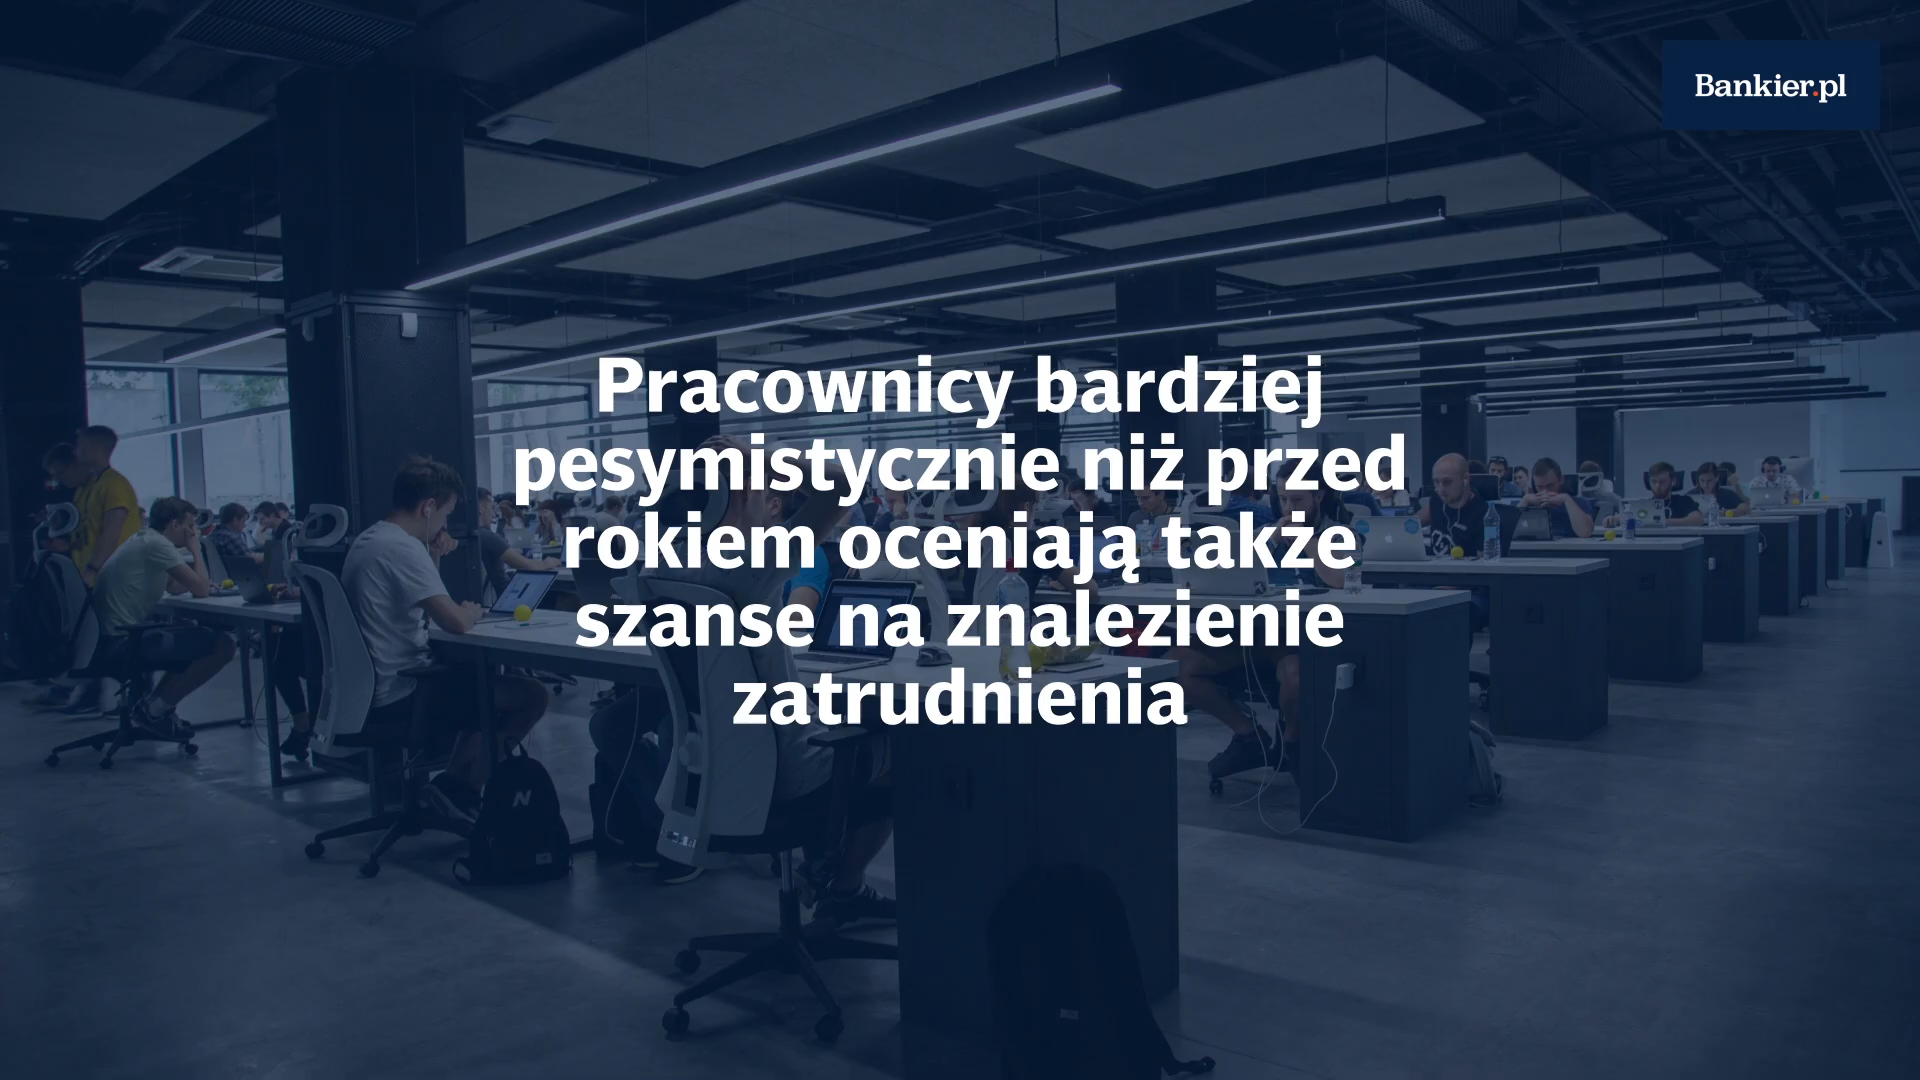 Bankier.pl
Pracownicy bardziej
pesymistycznie niż przed
rokiem oceniają także
szanse na znalezienie
zatrudnienia